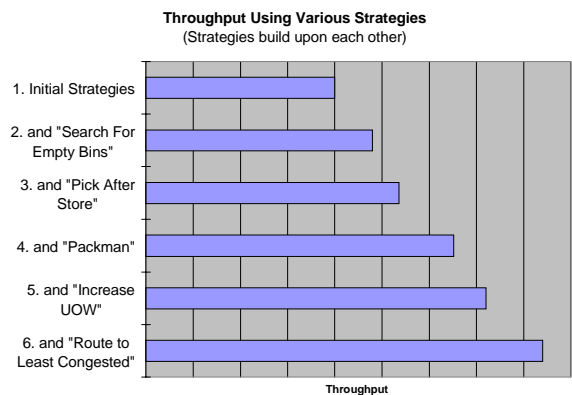 Throughput Using Various Strategies
(Strategies build upon each other)
1. Initial Strategies
2. and "Search For
Empty Bins"
3. and "Pick After
Store"
4. and "Packman"
5. and "Increase
UOW"
6. and "Route to
Least Congested"
Throughput